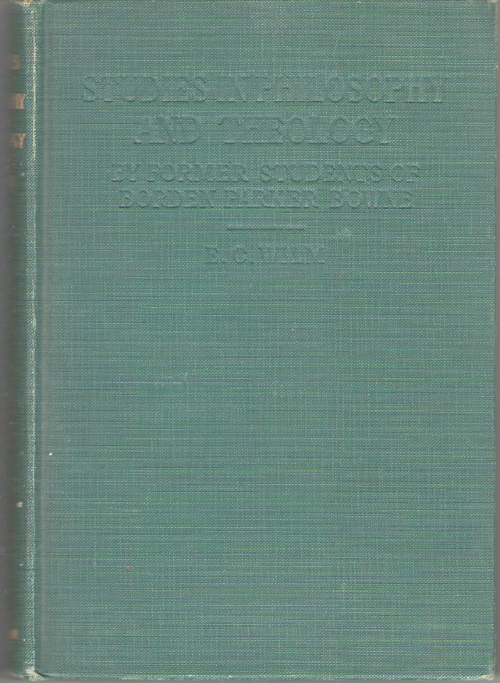 STUDIES IN PHILOSOPHY
AND THEOLOGY
BY FORMER STUDENTS OF
BORDEN PARKER BOWNE
E. C. WILM